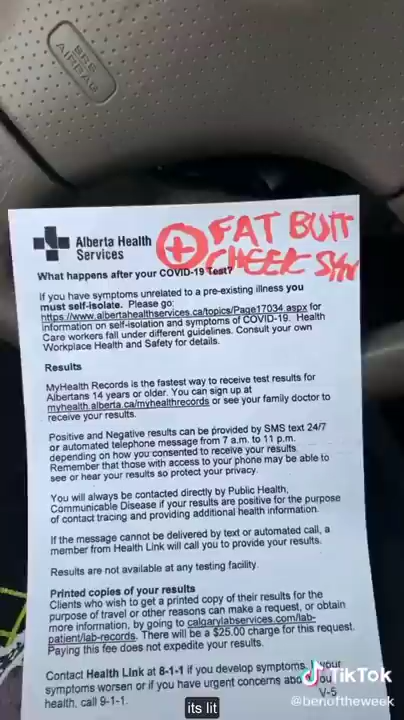 SRS
AIRBAG
Alberta Health
Services
FAT BUTT
CHEEK
What happens after your COVID-19 Test?
If you have symptoms unrelated to a pre-existing illness you
must self-isolate. Please go:
https://www.albertahealthservices.ca/topics/Page17034.aspx for
information on self-isolation and symptoms of COVID-19. Health
Care workers fall under different guidelines. Consult your own
Workplace Health and Safety for details.
Results
MyHealth Records is the fastest way to receive test results for
Albertans 14 years or older. You can sign up at
myhealth.alberta.ca/myhealthrecords or see your family doctor to
receive your results.
Positive and Negative results can be provided by SMS text 24/7
or automated telephone message from 7 a.m. to 11 p.m.
depending on how you consented to receive your results.
Remember that those with access to your phone may be able to
see or hear your results so protect your privacy.
You will always be contacted directly by Public Health,
Communicable Disease if your results are positive for the purpose
of contact tracing and providing additional health information.
If the message cannot be delivered by text or automated call, a
member from Health Link will call you to provide your results.
Results are not available at any testing facility.
Printed copies of your results
Clients who wish to get a printed copy of their results for the
purpose of travel or other reasons can make a request, or obtain
more information, by going to calgarylabservices.com/lab-
patient/lab-records. There will be a $25.00 charge for this request.
Paying this fee does not expedite your results.
Contact Health Link at 8-1-1 if you develop symptoms, your
symptoms worsen or if you have urgent concerns about your
health, call 9-1-1.
V-5
TikTok
@benoftheweek
its lit